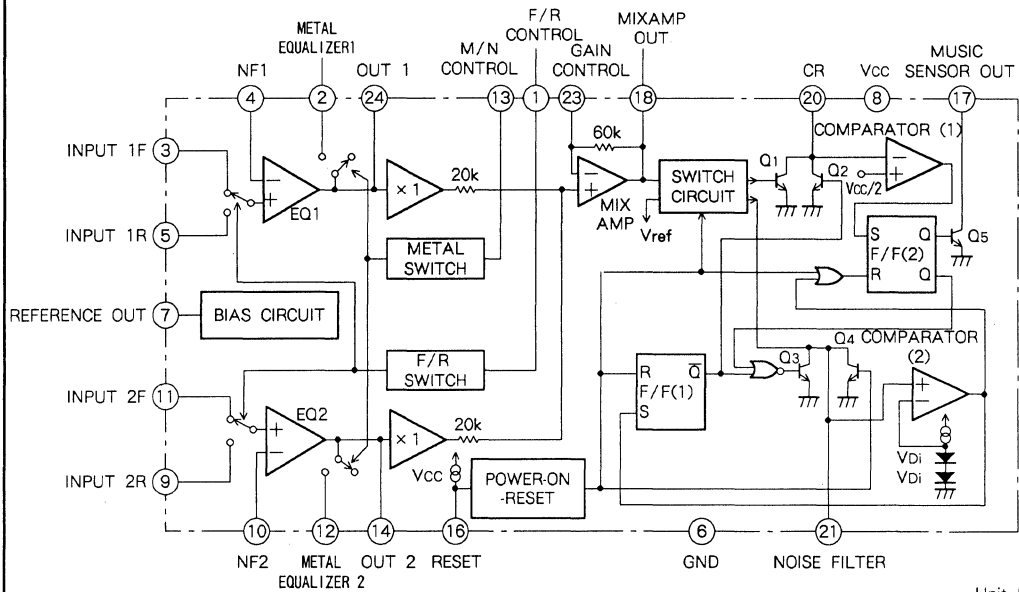 METAL
EQUALIZER1
F/R
CONTROL
MIXAMP
OUT
NF1
OUT 1
M/N
CONTROL
GAIN
CONTROL
CR
Vcc
MUSIC
SENSOR OUT
4
2
24
13
1
23
18
20
8
17
INPUT 1F
3
60k
COMPARATOR (1)
20k
×1
EQ1
MIX
AMP
SWITCH
CIRCUIT
Vref
Q1
Q2
Vcc/2
INPUT 1R
5
METAL
SWITCH
S Q
F/F(2)
R Q
Q5
REFERENCE OUT
7
BIAS CIRCUIT
F/R
SWITCH
COMPARATOR
(2)
R Q̅
F/F(1)
S
Q3
Q4
INPUT 2F
11
EQ2
×1
20k
VDi
VDi
INPUT 2R
9
Vcc
POWER-ON
-RESET
10
12
14
16
6
21
NF2
METAL
EQUALIZER 2
OUT 2
RESET
GND
NOISE FILTER